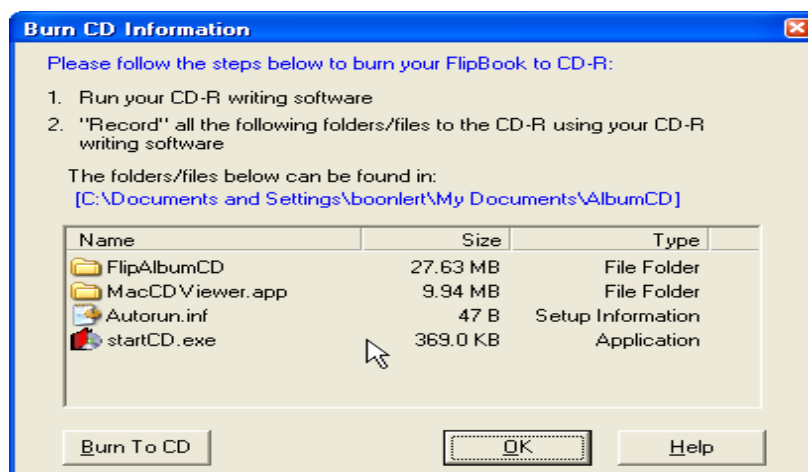 Burn CD Information
Please follow the steps below to burn your FlipBook to CD-R:
1. Run your CD-R writing software
2. "Record" all the following folders/files to the CD-R using your CD-R
writing software
The folders/files below can be found in:
[C:\Documents and Settings\boonlert\My Documents\AlbumCD]
Name Size Type
FlipAlbumCD 27.63 MB File Folder
MacCDViewer.app 9.94 MB File Folder
Autorun.inf 47 B Setup Information
startCD.exe 369.0 KB Application
Burn To CD OK Help